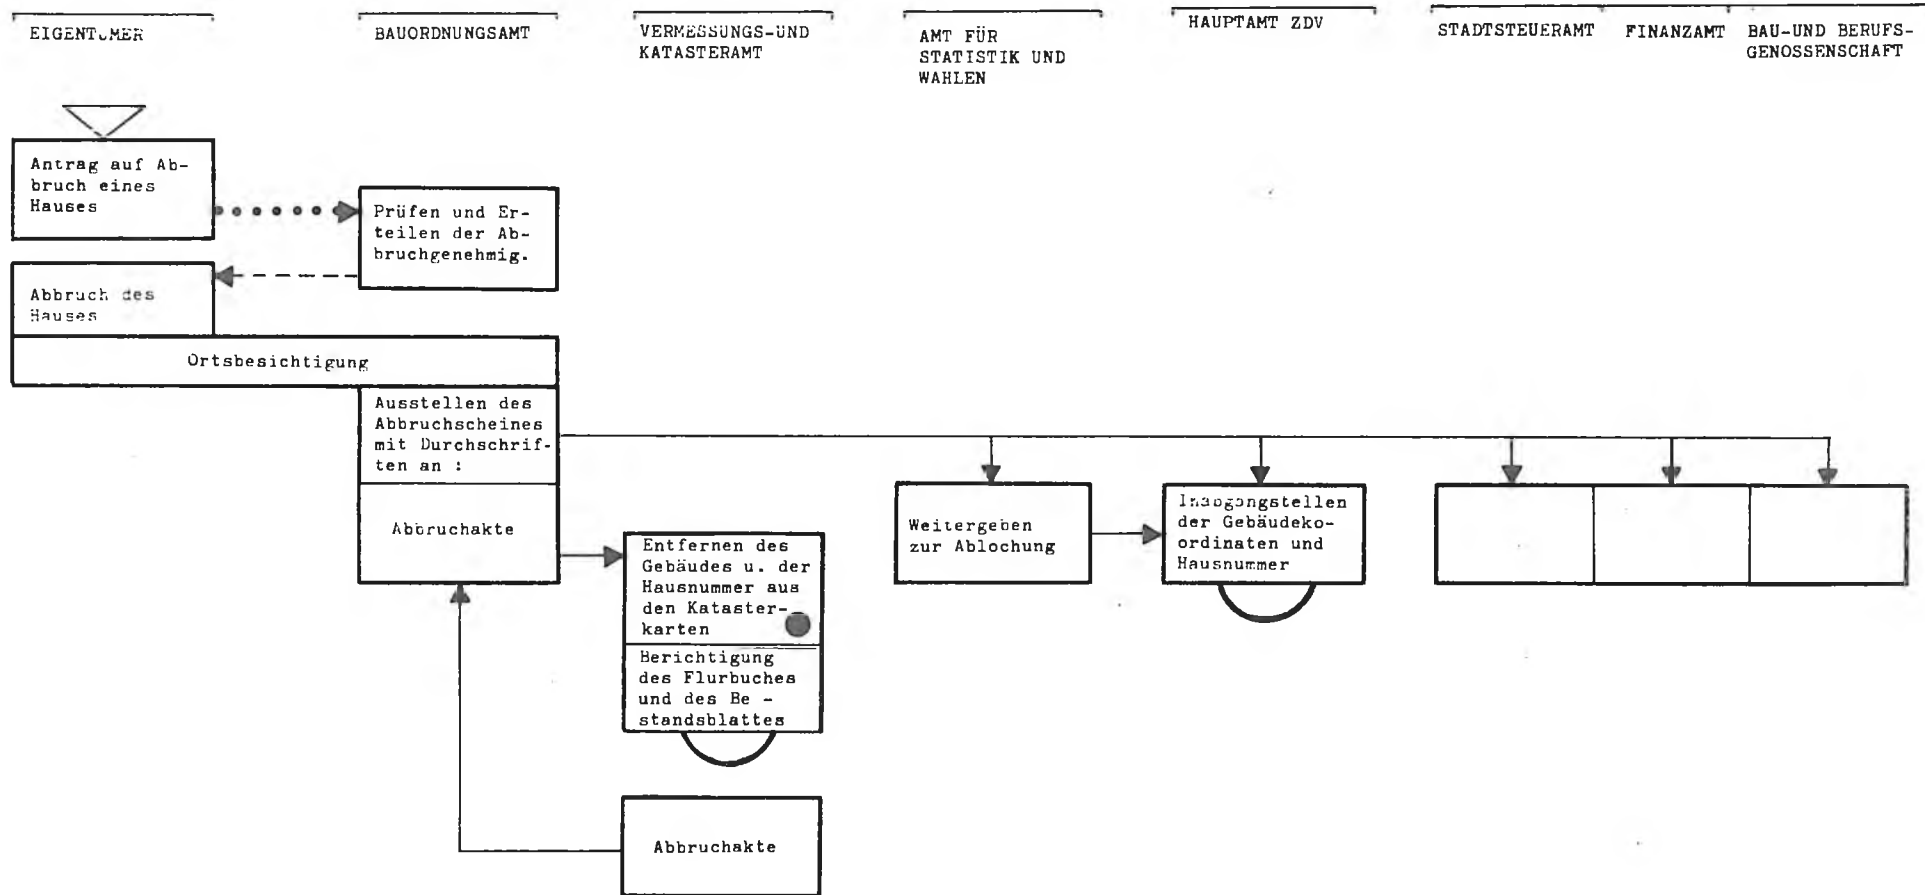 EIGENTÜMER
BAUORDNUNGSAMT
VERMESSUNGS-UND
KATASTERAMT
AMT FÜR
STATISTIK UND
WAHLEN
HAUPTAMT ZDV
STADTSTEUERAMT
FINANZAMT
BAU-UND BERUFS-
GENOSSENSCHAFT
Antrag auf Ab-
bruch eines
Hauses
Prüfen und Er-
teilen der Ab-
bruchgenehmig.
Abbruch des
Hauses
Ortsbesichtigung
Ausstellen des
Abbruchscheines
mit Durchschrif-
ten an :
Abbruchakte
Entfernen des
Gebäudes u. der
Hausnummer aus
den Kataster-
karten
Berichtigung
des Flurbuches
und des Be -
standsblattes
Weitergeben
zur Ablochung
der Gebäudeko-
ordinaten und
Hausnummer
Abbruchakte